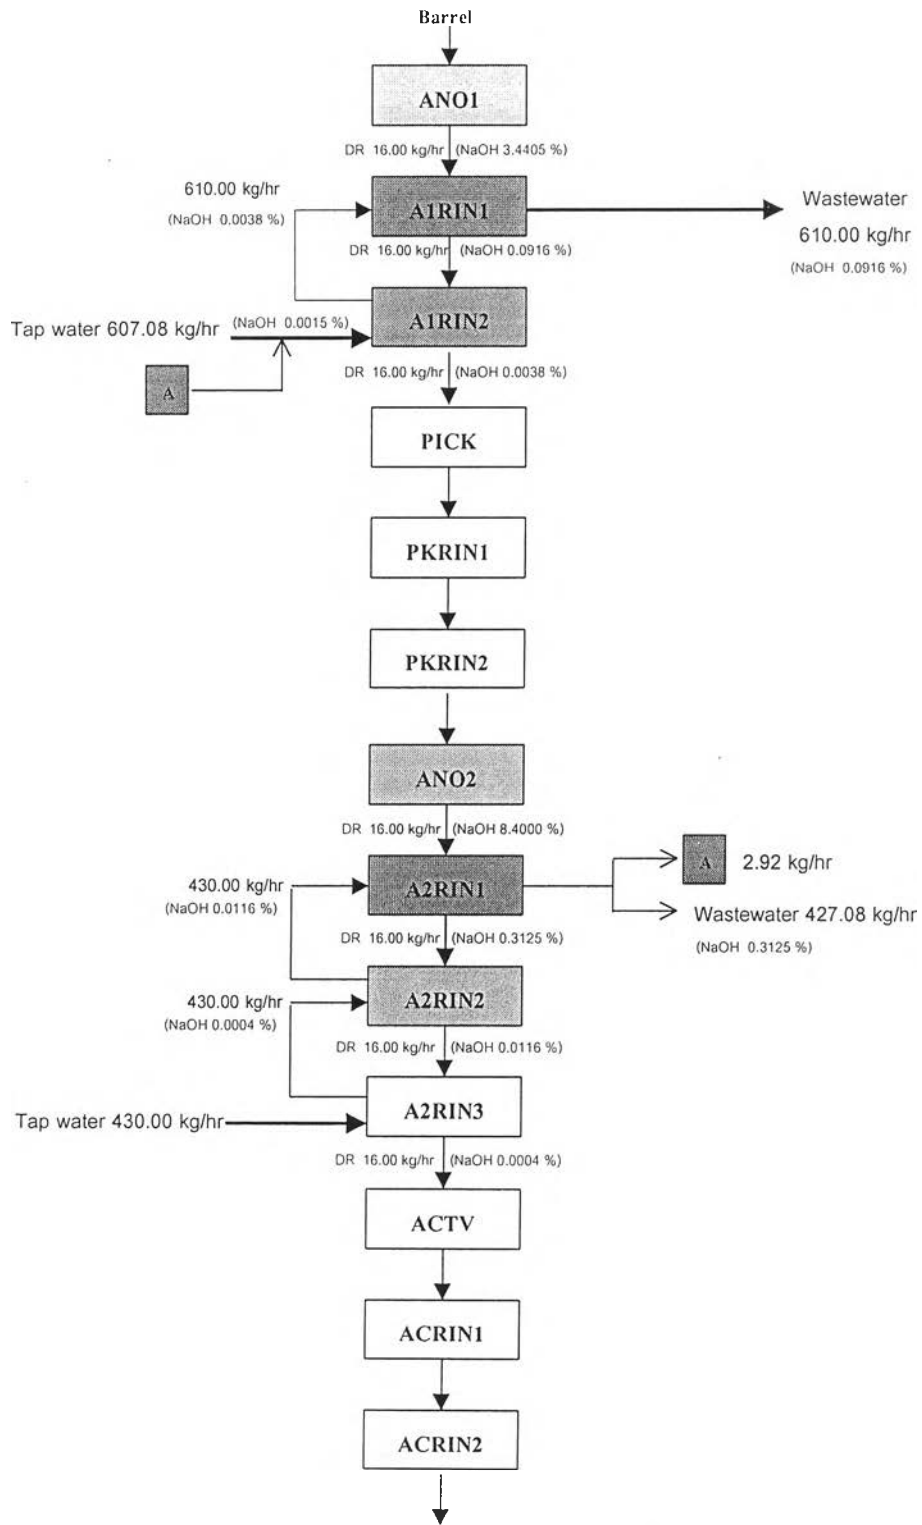 Barrel
ANO1
DR 16.00 kg/hr (NaOH 3.4405 %)
610.00 kg/hr
(NaOH 0.0038 %)
A1RIN1
Wastewater
610.00 kg/hr
(NaOH 0.0916 %)
DR 16.00 kg/hr (NaOH 0.0916 %)
A1RIN2
Tap water 607.08 kg/hr (NaOH 0.0015 %)
A
DR 16.00 kg/hr (NaOH 0.0038 %)
PICK
PKRIN1
PKRIN2
ANO2
DR 16.00 kg/hr (NaOH 8.4000 %)
A 2.92 kg/hr
430.00 kg/hr
(NaOH 0.0116 %)
A2RIN1
Wastewater 427.08 kg/hr
(NaOH 0.3125 %)
DR 16.00 kg/hr (NaOH 0.3125 %)
A2RIN2
430.00 kg/hr
(NaOH 0.0004 %)
DR 16.00 kg/hr (NaOH 0.0116 %)
A2RIN3
Tap water 430.00 kg/hr
DR 16.00 kg/hr (NaOH 0.0004 %)
ACTV
ACRIN1
ACRIN2